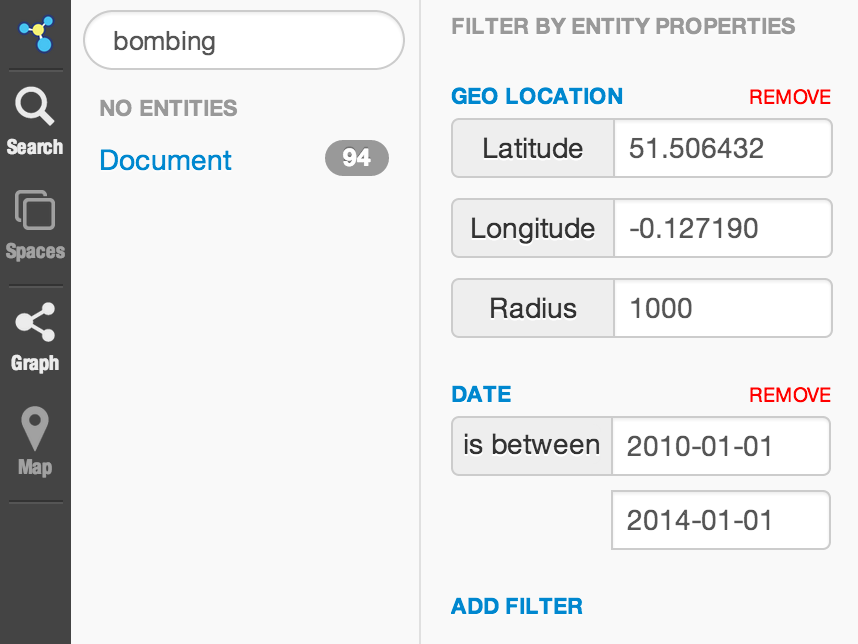 Search
Spaces
Graph
Map
bombing
NO ENTITIES
Document 94
FILTER BY ENTITY PROPERTIES
GEO LOCATION REMOVE
Latitude 51.506432
Longitude -0.127190
Radius 1000
DATE REMOVE
is between 2010-01-01
2014-01-01
ADD FILTER